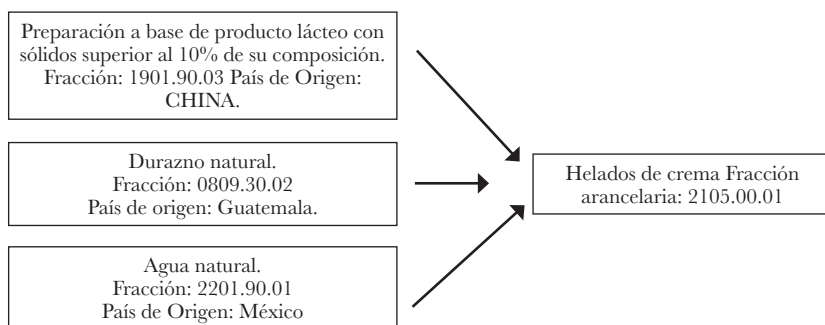 Preparación a base de producto lácteo con
sólidos superior al 10% de su composición.
Fracción: 1901.90.03 País de Origen:
CHINA.
Durazno natural.
Fracción: 0809.30.02
País de origen: Guatemala.
Agua natural.
Fracción: 2201.90.01
País de Origen: México
Helados de crema Fracción
arancelaria: 2105.00.01